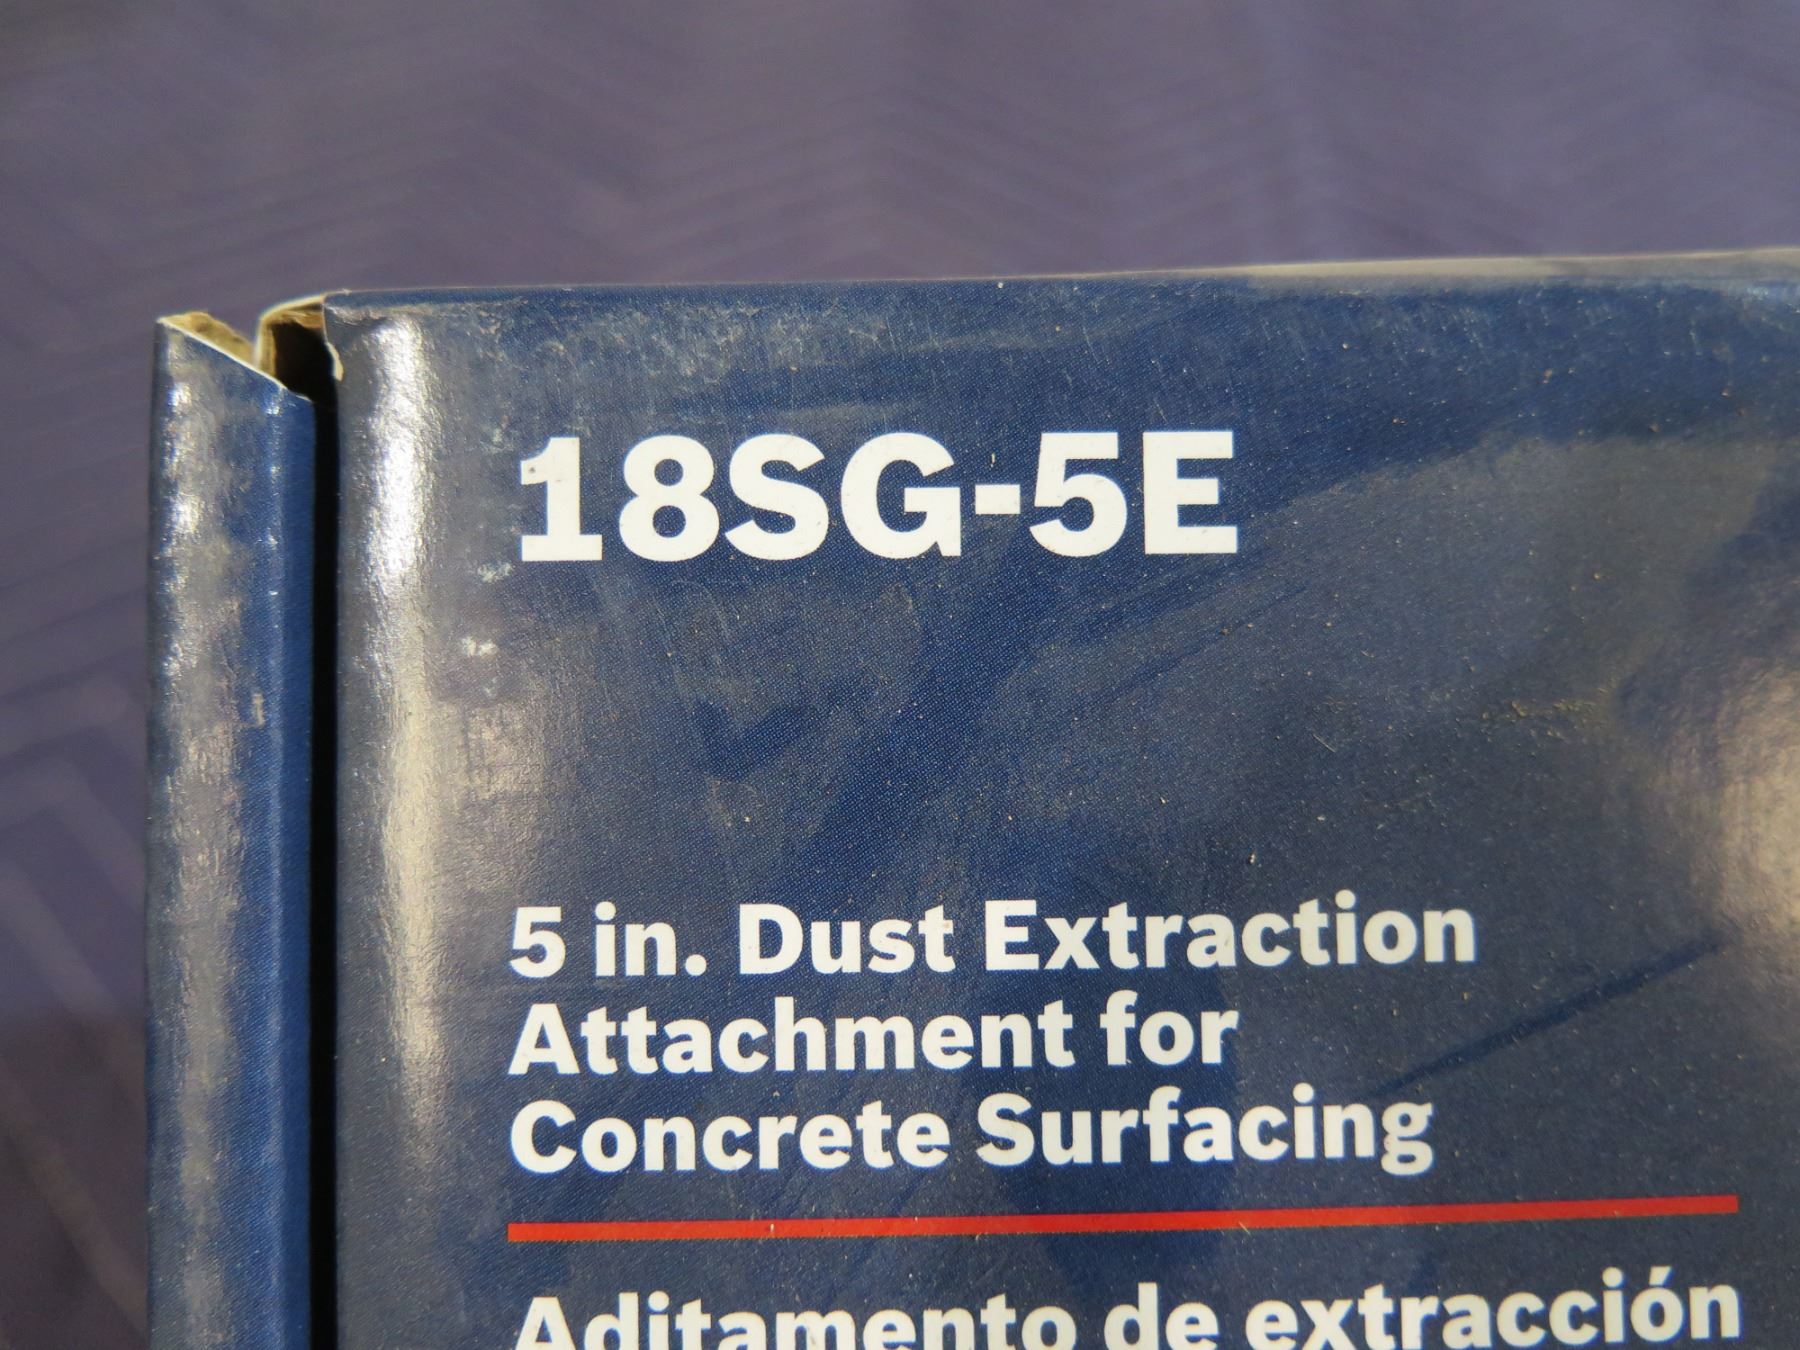 18SG-5E
5 in. Dust Extraction
Attachment for
Concrete Surfacing
Aditamento de extracción